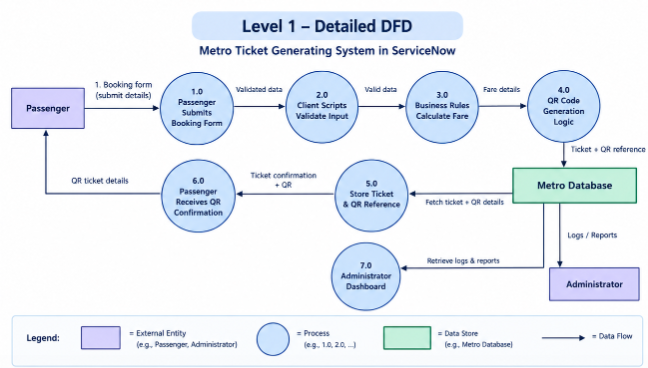 Level 1 – Detailed DFD
Metro Ticket Generating System in ServiceNow
Passenger
1. Booking form
(submit details)
1.0
Passenger
Submits
Booking Form
Validated data
2.0
Client Scripts
Validate Input
Valid data
3.0
Business Rules
Calculate Fare
Fare details
4.0
QR Code
Generation
Logic
Ticket + QR reference
QR ticket details
6.0
Passenger
Receives QR
Confirmation
Ticket confirmation
+ QR
5.0
Store Ticket
& QR Reference
Fetch ticket + QR details
Metro Database
Logs / Reports
7.0
Administrator
Dashboard
Retrieve logs & reports
Administrator
Legend:
= External Entity
(e.g., Passenger, Administrator)
= Process
(e.g., 1.0, 2.0, ...)
= Data Store
(e.g., Metro Database)
= Data Flow